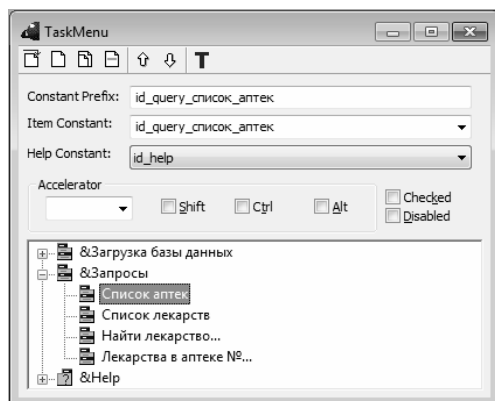 TaskMenu
T
Constant Prefix: id_query_список_аптек
Item Constant: id_query_список_аптек
Help Constant: id_help
Accelerator
Shift Ctrl Alt Checked
Disabled
&Загрузка базы данных
&Запросы
Список аптек
Список лекарств
Найти лекарство...
Лекарства в аптеке №...
&Help